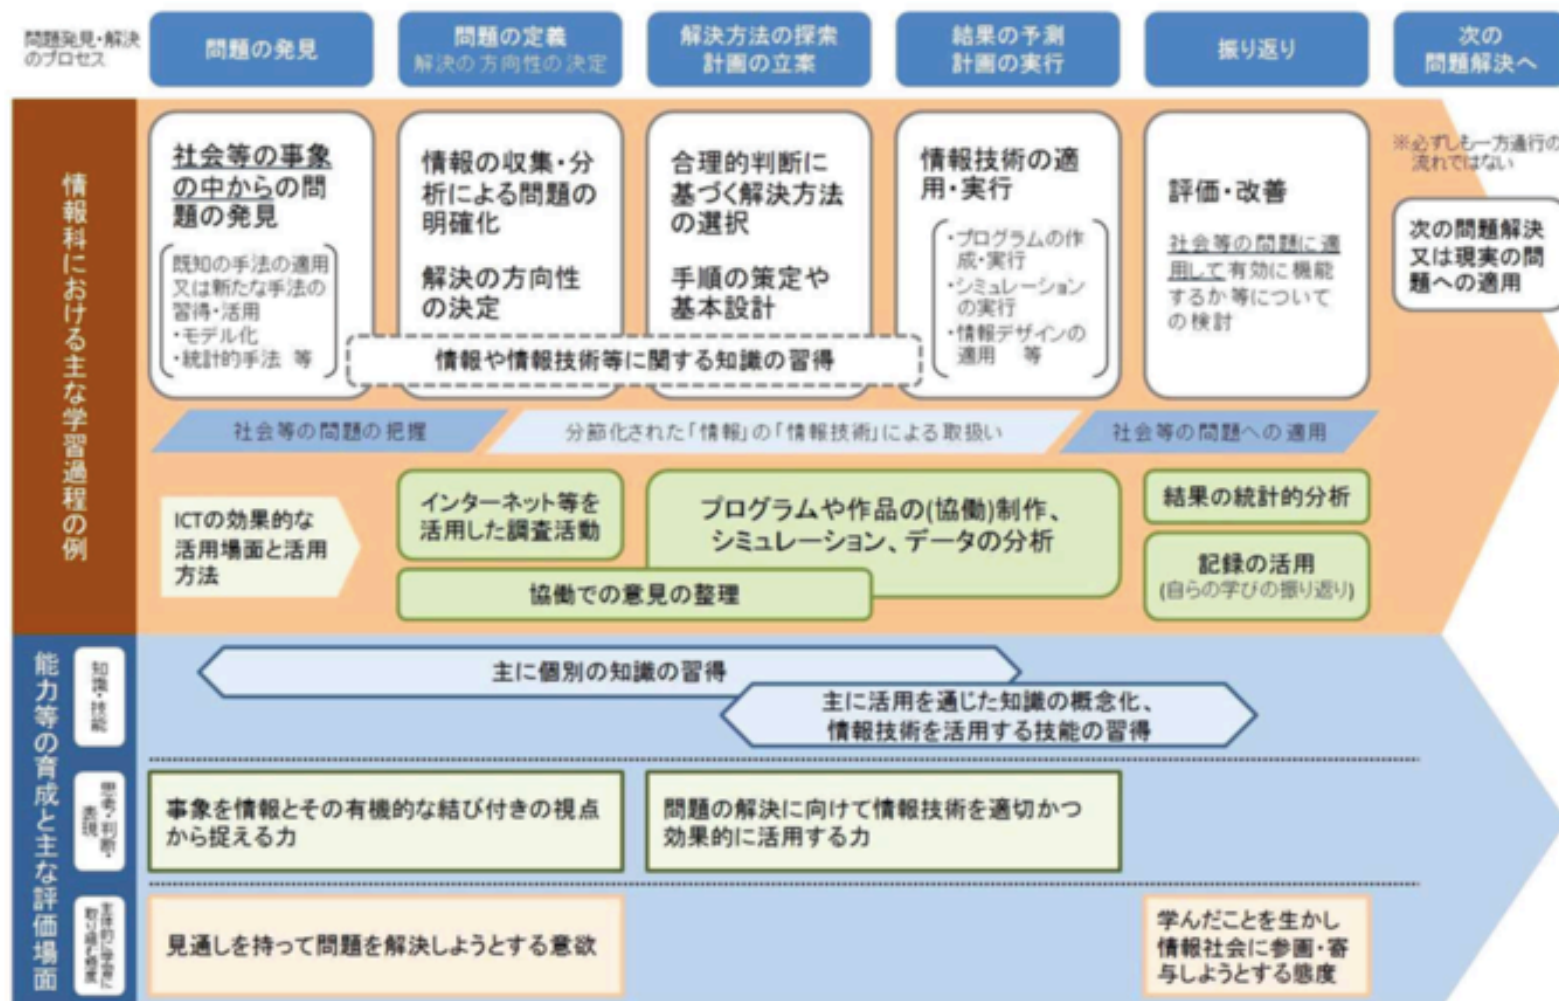 問題発見・解決
のプロセス
問題の発見
問題の定義
解決の方向性の決定
解決方法の探索
計画の立案
結果の予測
計画の実行
振り返り
次の
問題解決へ
情報科における主な学習過程の例
社会等の事象
の中からの問
題の発見
既知の手法の適用
又は新たな手法の
習得・活用
・モデル化
・統計的手法 等
情報の収集・分
析による問題の
明確化
解決の方向性
の決定
合理的判断に
基づく解決方法
の選択
手順の策定や
基本設計
情報技術の適
用・実行
・プログラムの作
成・実行
・シミュレーション
の実行
・情報デザインの
適用 等
評価・改善
社会等の問題に適
用して有効に機能
するか等について
の検討
※必ずしも一方通行の
流れではない
次の問題解決
又は現実の問
題への適用
情報や情報技術等に関する知識の習得
社会等の問題の把握
分節化された「情報」の「情報技術」による取扱い
社会等の問題への適用
ICTの効果的な
活用場面と活用
方法
インターネット等を
活用した調査活動
プログラムや作品の(協働)制作、
シミュレーション、データの分析
協働での意見の整理
結果の統計的分析
記録の活用
(自らの学びの振り返り)
能力等の育成と主な評価場面
知識・技能
主に個別の知識の習得
主に活用を通じた知識の概念化、
情報技術を活用する技能の習得
思考・判断・
表現
事象を情報とその有機的な結び付きの視点
から捉える力
問題の解決に向けて情報技術を適切かつ
効果的に活用する力
主体的に学習に
取り組む態度
見通しを持って問題を解決しようとする意欲
学んだことを生かし
情報社会に参画・寄
与しようとする態度